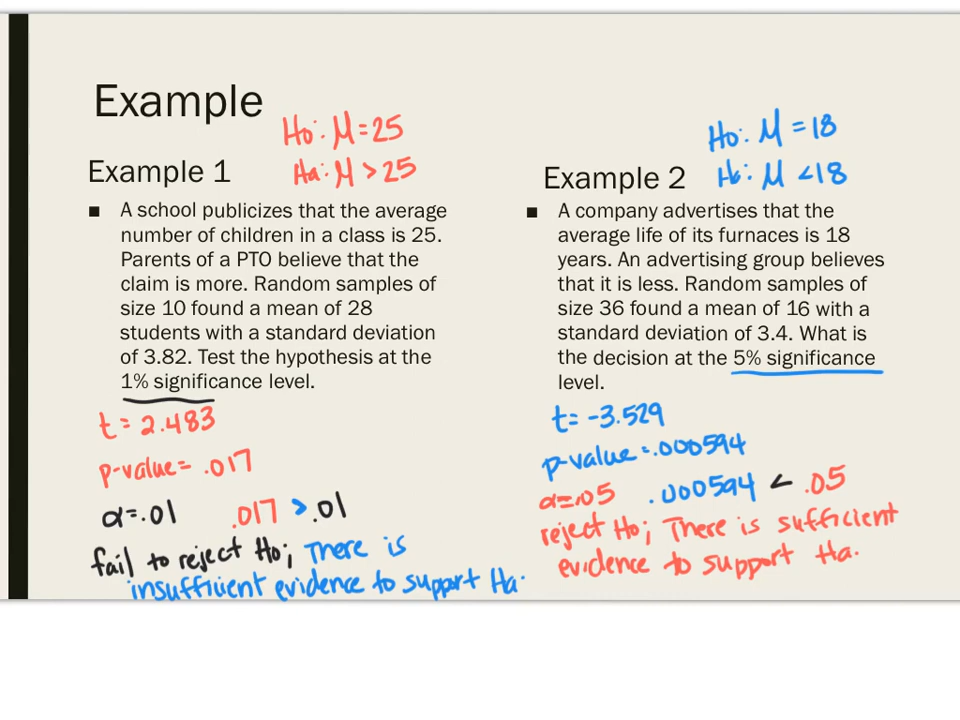 Example
Ho: M=25
Ha: M > 25
Example 1
■ A school publicizes that the average
number of children in a class is 25.
Parents of a PTO believe that the
claim is more. Random samples of
size 10 found a mean of 28
students with a standard deviation
of 3.82. Test the hypothesis at the
1% significance level.
t = 2.483
p-value = .017
α=.01 .017 > .01
fail to reject Ho; There is
insufficient evidence to support Ha.
Ho: M = 18
M <18
Example 2
■ A company advertises that the
average life of its furnaces is 18
years. An advertising group believes
that it is less. Random samples of
size 36 found a mean of 16 with a
standard deviation of 3.4. What is
the decision at the 5% significance
level.
t= -3.529
p-value =.000594
α=.05 .000594 < .05
reject Ho; There is sufficient
evidence to support Ha.